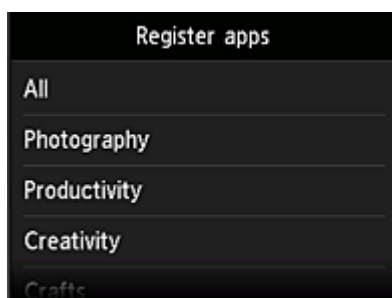 Register apps
All
Photography
Productivity
Creativity
Crafts